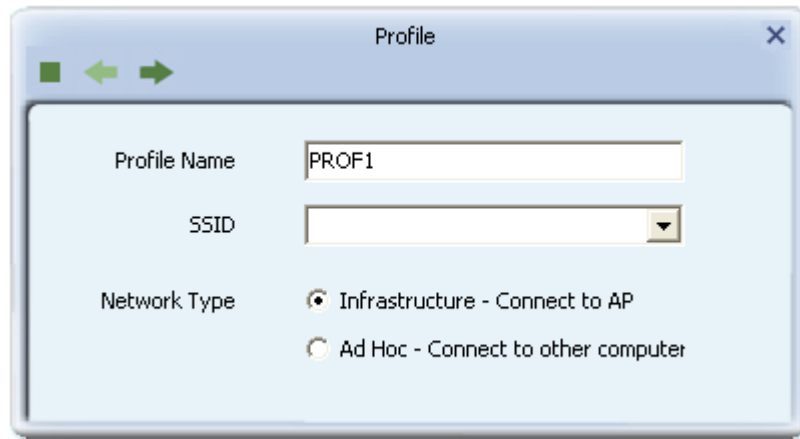 Profile
Profile Name
PROF1
SSID
Network Type
Infrastructure - Connect to AP
Ad Hoc - Connect to other computer